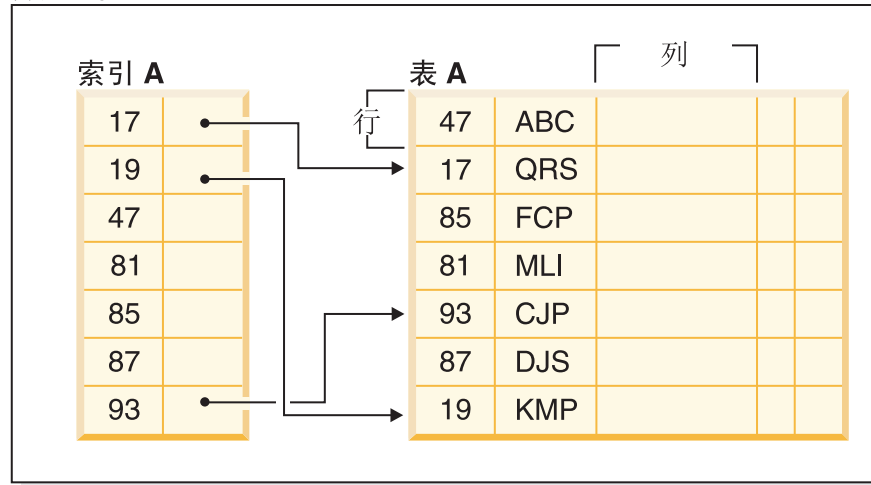 列
索引 A
表 A
行
17
19
47
81
85
87
93
47 ABC
17 QRS
85 FCP
81 MLI
93 CJP
87 DJS
19 KMP